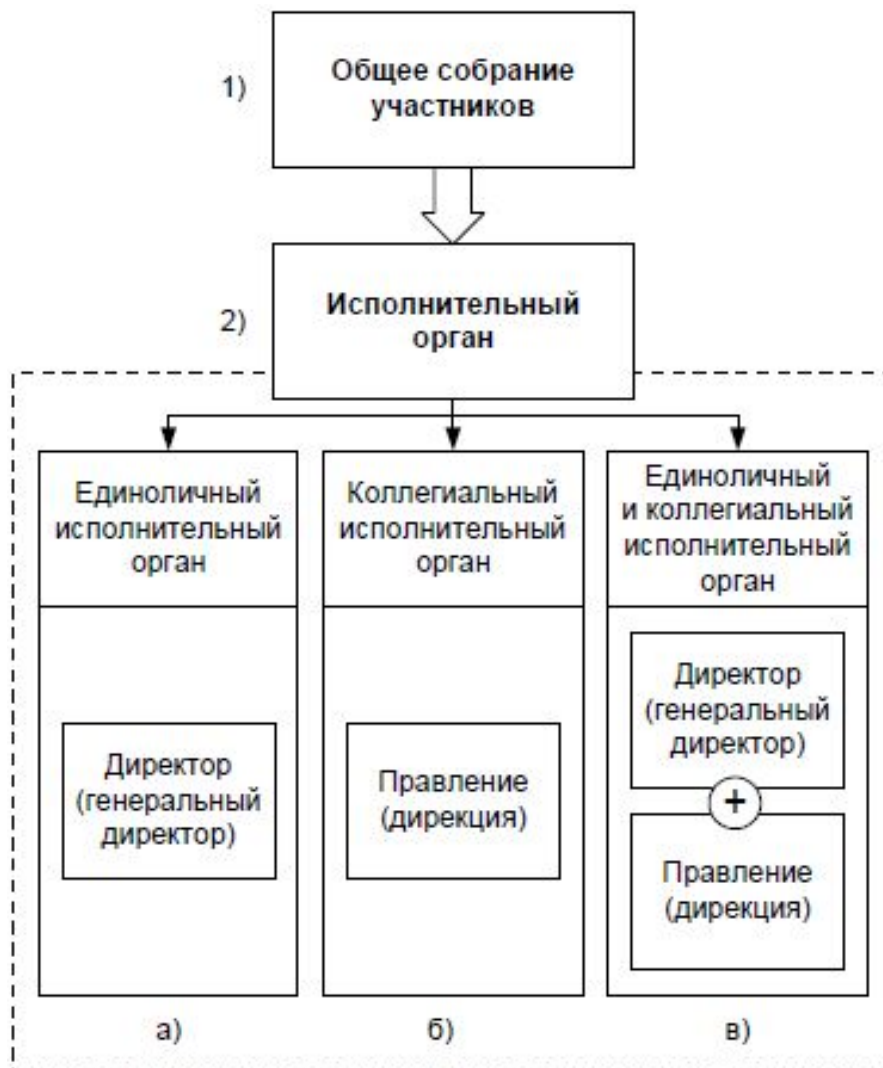 1)
Общее собрание
участников
2)
Исполнительный
орган
Единоличный
исполнительный
орган
Коллегиальный
исполнительный
орган
Единоличный
и коллегиальный
исполнительный
орган
Директор
(генеральный
директор)
Правление
(дирекция)
Директор
(генеральный
директор)
+
Правление
(дирекция)
а)
б)
в)